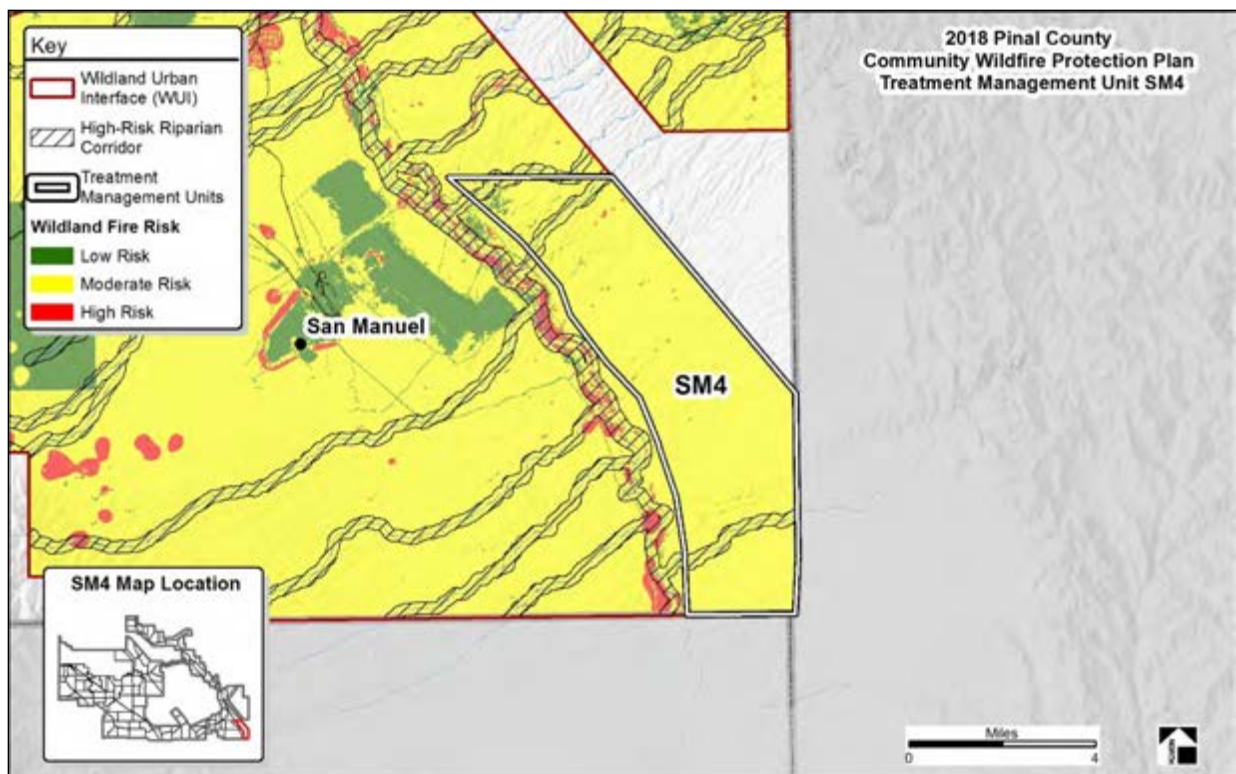 2018 Pinal County
Community Wildfire Protection Plan
Treatment Management Unit SM4
Key
Wildland Urban
Interface (WUI)
High-Risk Riparian
Corridor
Treatment
Management Units
Wildland Fire Risk
Low Risk
Moderate Risk
High Risk
San Manuel
SM4
SM4 Map Location
Miles
0
4